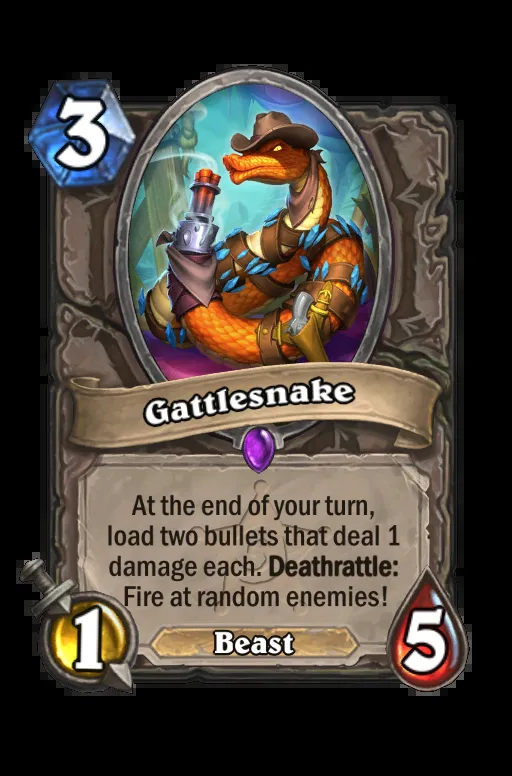 3
Gattlesnake
At the end of your turn,
load two bullets that deal 1
damage each. Deathrattle:
Fire at random enemies!
1
Beast
5